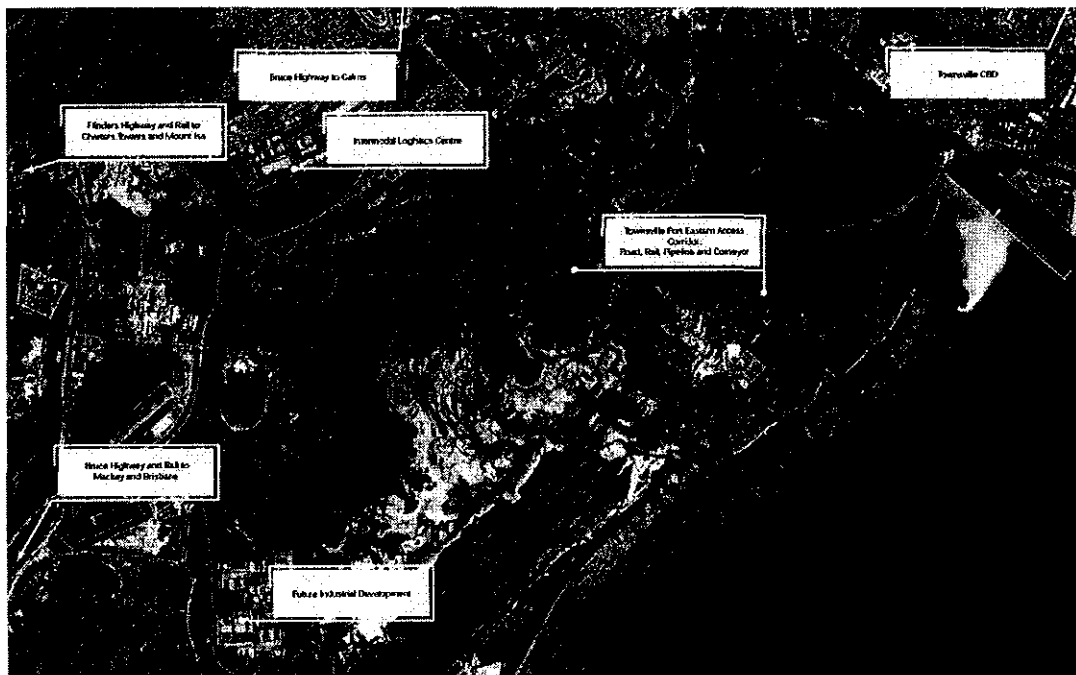 Bruce Highway to Cairns
Townsville CBD
Flinders Highway and Rail to
Charters Towers and Mount Isa
Intermodal Logistics Centre
Townsville Port Eastern Access
Corridor:
Road, Rail, Pipeline and Conveyor
Bruce Highway and Rail to
Mackay and Brisbane
Future Industrial Development